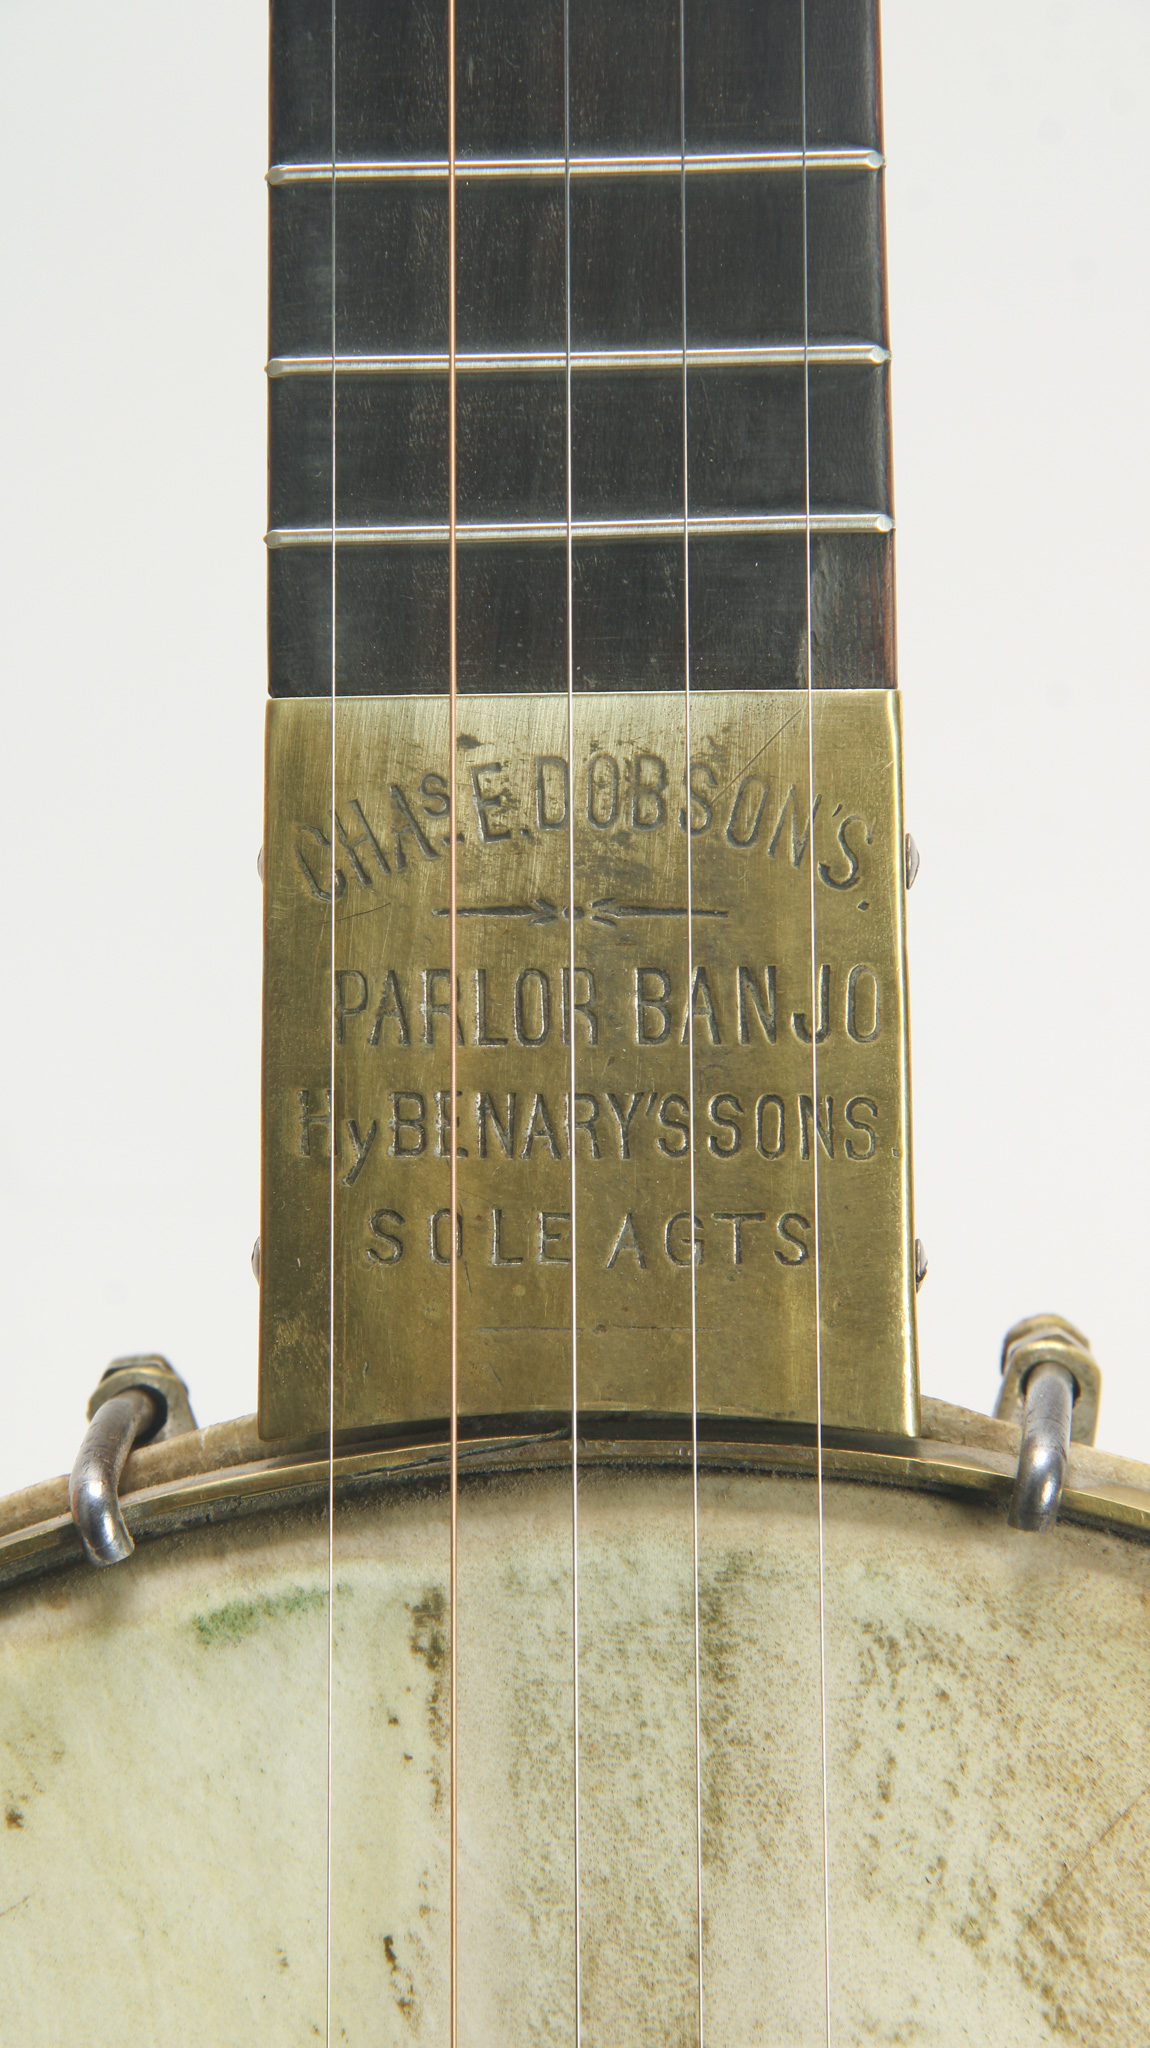 CHAS. E. DOBSON'S.
PARLOR BANJO
Hy BENARY'S SONS.
SOLE AGTS